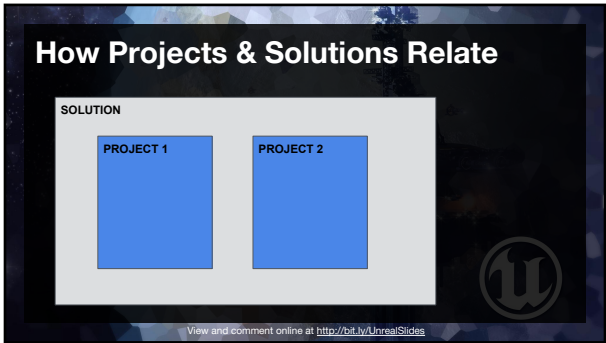 How Projects & Solutions Relate
SOLUTION
PROJECT 1
PROJECT 2
View and comment online at http://bit.ly/UnrealSlides